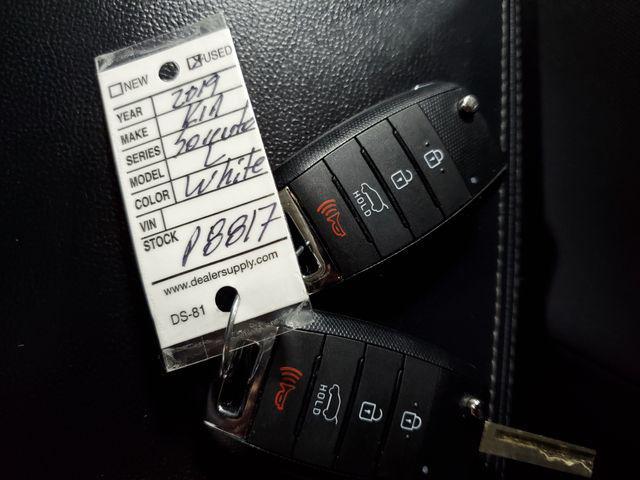 NEW USED
YEAR 2019
MAKE KIA
SERIES
MODEL L
COLOR White
VIN
STOCK P8817
www.dealersupply.com
DS-81
HOLD
HOLD